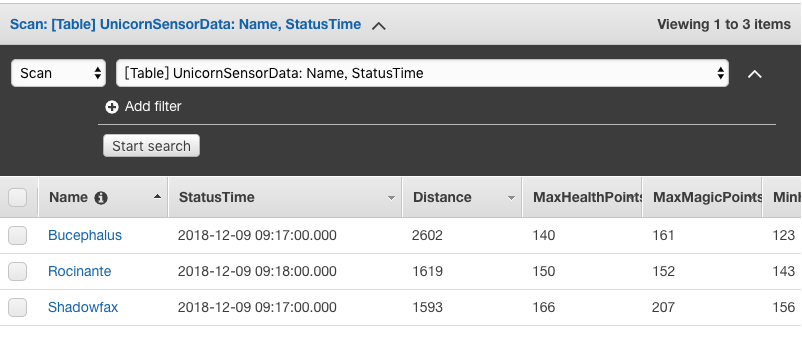 Scan: [Table] UnicornSensorData: Name, StatusTime Viewing 1 to 3 items
Scan [Table] UnicornSensorData: Name, StatusTime
Add filter
Start search
Name StatusTime Distance MaxHealthPoints MaxMagicPoints
Bucephalus 2018-12-09 09:17:00.000 2602 140 161 123
Rocinante 2018-12-09 09:18:00.000 1619 150 152 143
Shadowfax 2018-12-09 09:17:00.000 1593 166 207 156